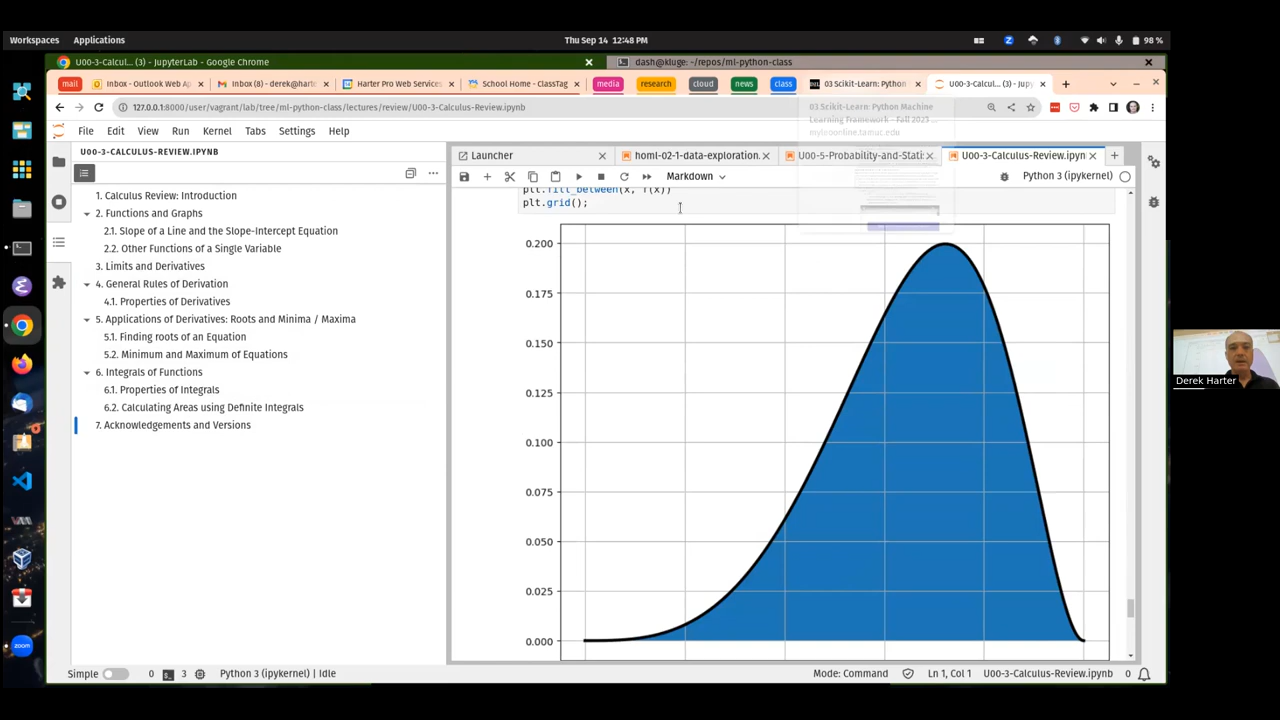 Workspaces Applications Thu Sep 14 12:48 PM 98 %
U00-3-Calcul... (3) - JupyterLab - Google Chrome dash@kluge: ~/repos/ml-python-class
mail Inbox - Outlook Web Ap Inbox (8) - derek@harte Harter Pro Web Services School Home - ClassTag media research cloud news class 03 Scikit-Learn: Python U00-3-Calcul... (3) - Jupy
127.0.0.1:8000/user/vagrant/lab/tree/ml-python-class/lectures/review/U00-3-Calculus-Review.ipynb
03 Scikit-Learn: Python Machine
Learning Framework - Fall 2023 ...
myleoonline.tamuc.edu
File Edit View Run Kernel Tabs Settings Help
U00-3-CALCULUS-REVIEW.IPYNB
Launcher homl-02-1-data-exploration. U00-5-Probability-and-Stati: U00-3-Calculus-Review.ipyn
Markdown Python 3 (ipykernel)
1. Calculus Review: Introduction
2. Functions and Graphs
2.1. Slope of a Line and the Slope-Intercept Equation
2.2. Other Functions of a Single Variable
3. Limits and Derivatives
4. General Rules of Derivation
4.1. Properties of Derivatives
5. Applications of Derivatives: Roots and Minima / Maxima
5.1. Finding roots of an Equation
5.2. Minimum and Maximum of Equations
6. Integrals of Functions
6.1. Properties of Integrals
6.2. Calculating Areas using Definite Integrals
7. Acknowledgements and Versions
plt.fill_between(x, f(x))
plt.grid();
0.200
0.175
0.150
0.125
0.100
0.075
0.050
0.025
0.000
Derek Harter
zoom
Simple 0 3 Python 3 (ipykernel) | Idle Mode: Command Ln 1, Col 1 U00-3-Calculus-Review.ipynb 0